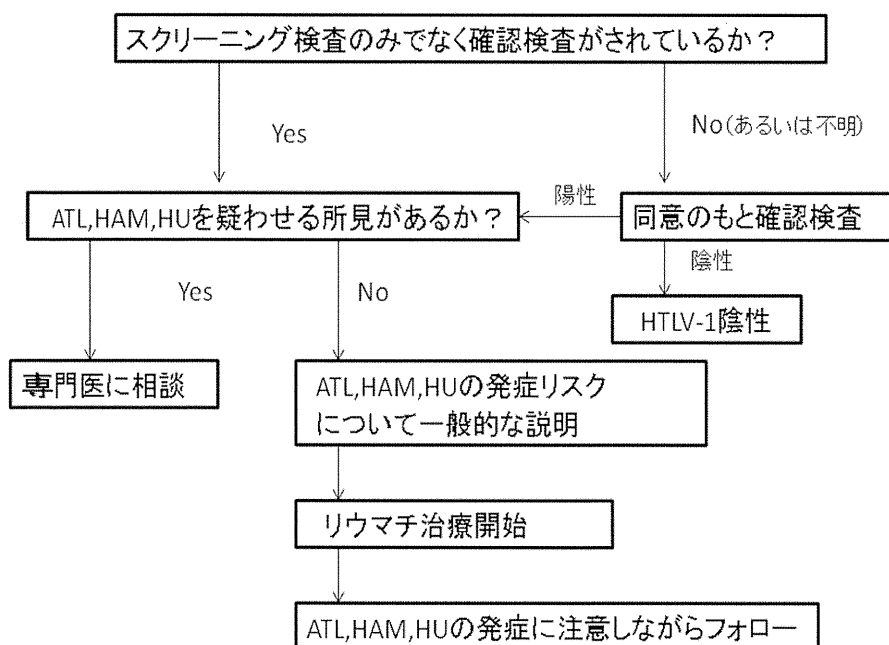 スクリーニング検査のみでなく確認検査がされているか？
Yes
No(あるいは不明)
ATL,HAM,HUを疑わせる所見があるか？
陽性
同意のもと確認検査
陰性
HTLV-1陰性
Yes
No
専門医に相談
ATL,HAM,HUの発症リスク
について一般的な説明
リウマチ治療開始
ATL,HAM,HUの発症に注意しながらフォロー